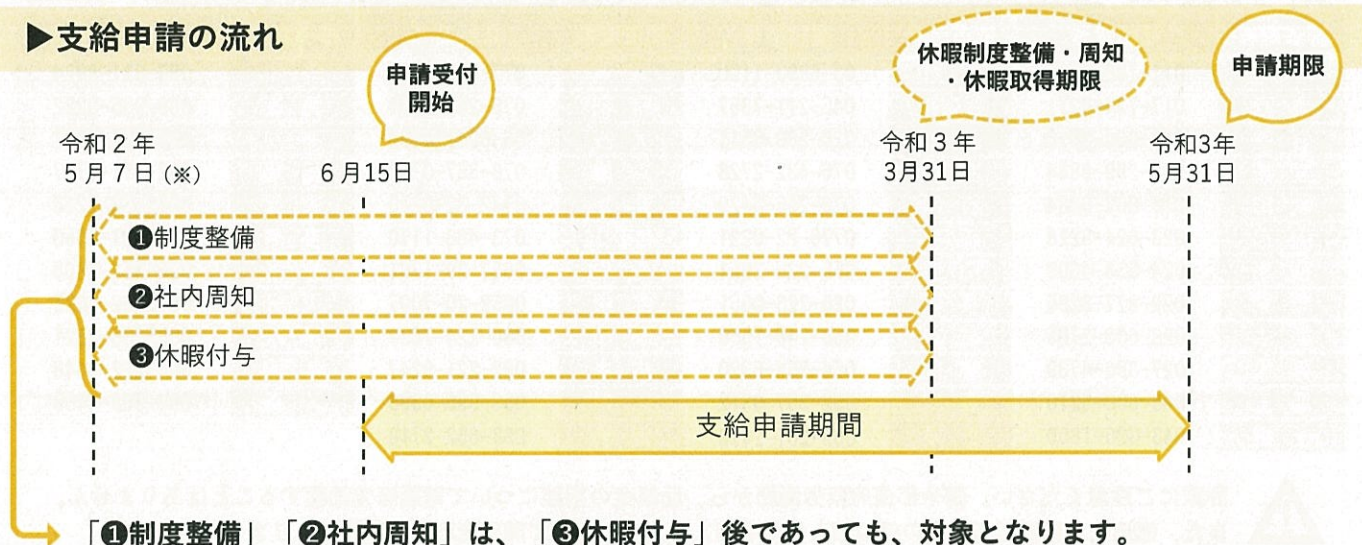 ▶支給申請の流れ
申請受付
開始
休暇制度整備・周知
・休暇取得期限
申請期限
令和2年
5月7日(※)
6月15日
令和3年
3月31日
令和3年
5月31日
❶制度整備
❷社内周知
❸休暇付与
支給申請期間
「❶制度整備」「❷社内周知」は、「❸休暇付与」後であっても、対象となります。